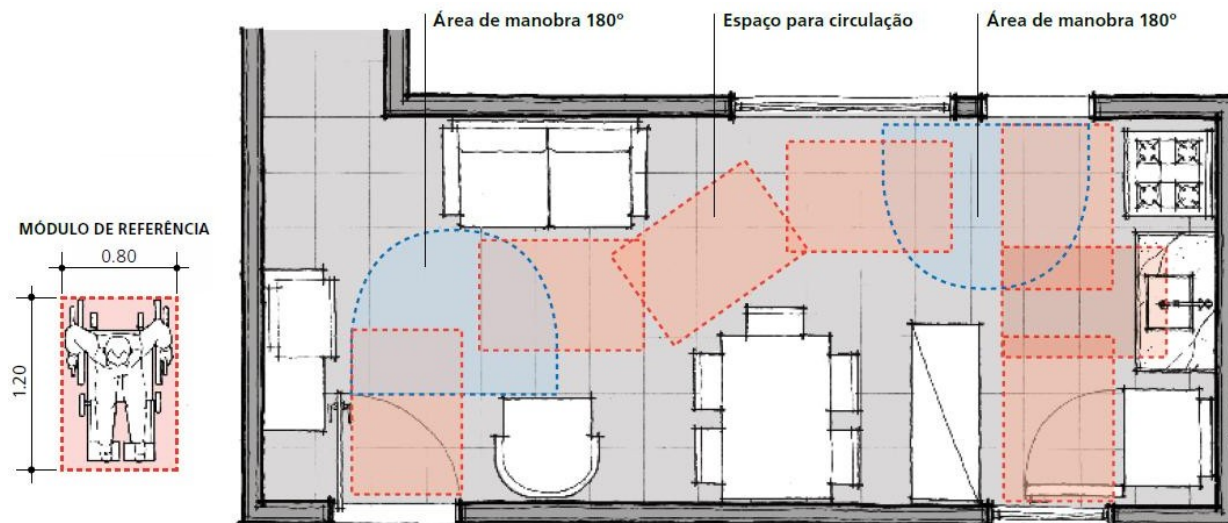 Área de manobra 180º
Espaço para circulação
Área de manobra 180º
MÓDULO DE REFERÊNCIA
0.80
1.20